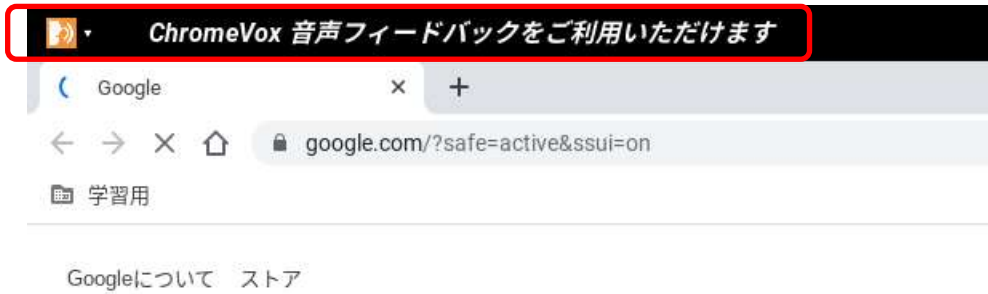 ChromeVox 音声フィードバックをご利用いただけます
Google
google.com/?safe=active&ssui=on
学習用
Googleについて ストア